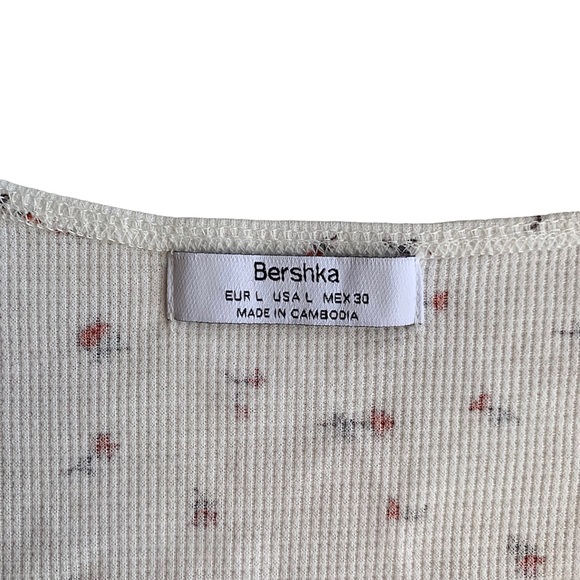 Bershka
EUR L USA L MEX 30
MADE IN CAMBODIA